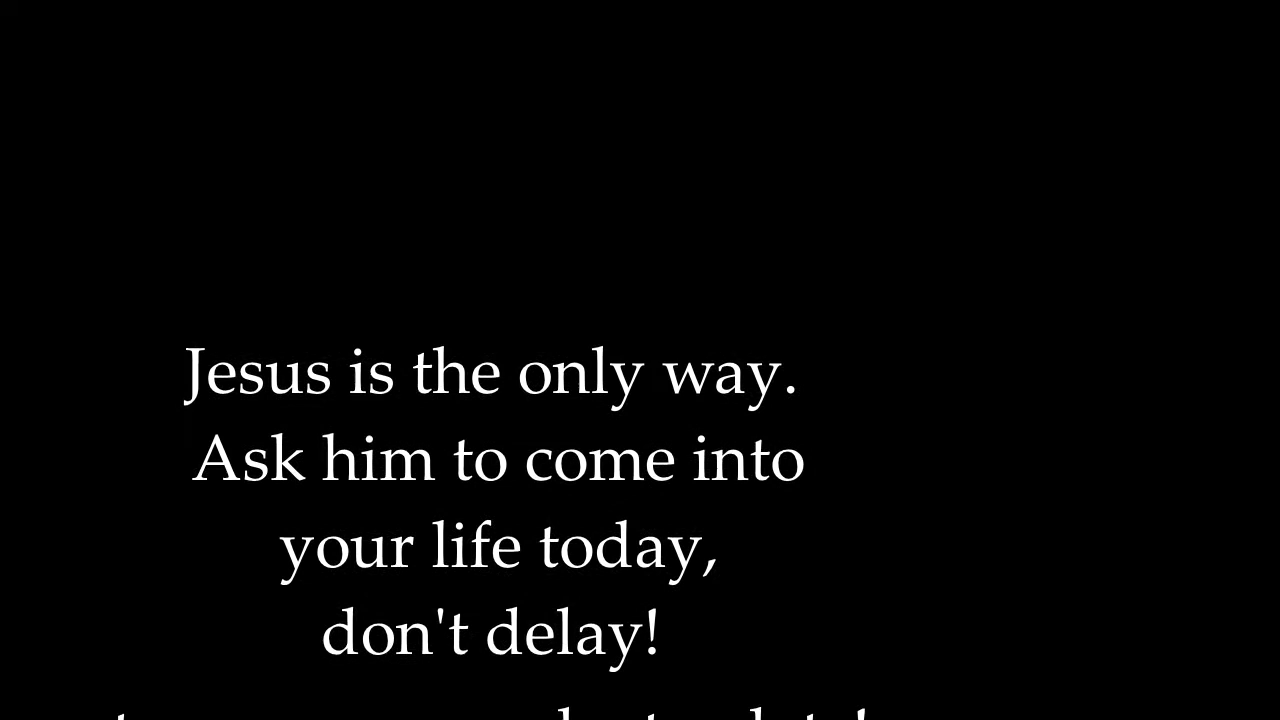 Jesus is the only way.
Ask him to come into
your life today,
don't delay!